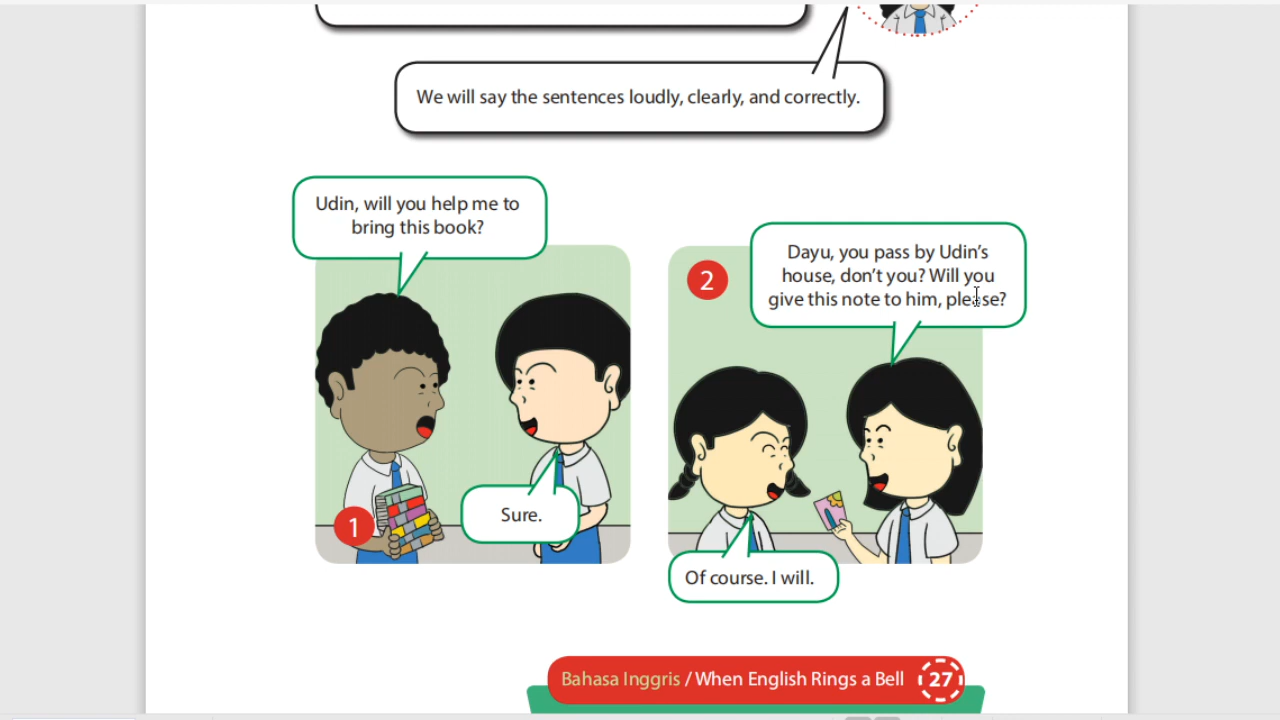 We will say the sentences loudly, clearly, and correctly.
Udin, will you help me to
bring this book?
Sure.
1
2
Dayu, you pass by Udin's
house, don't you? Will you
give this note to him, please?
Of course. I will.
Bahasa Inggris / When English Rings a Bell 27